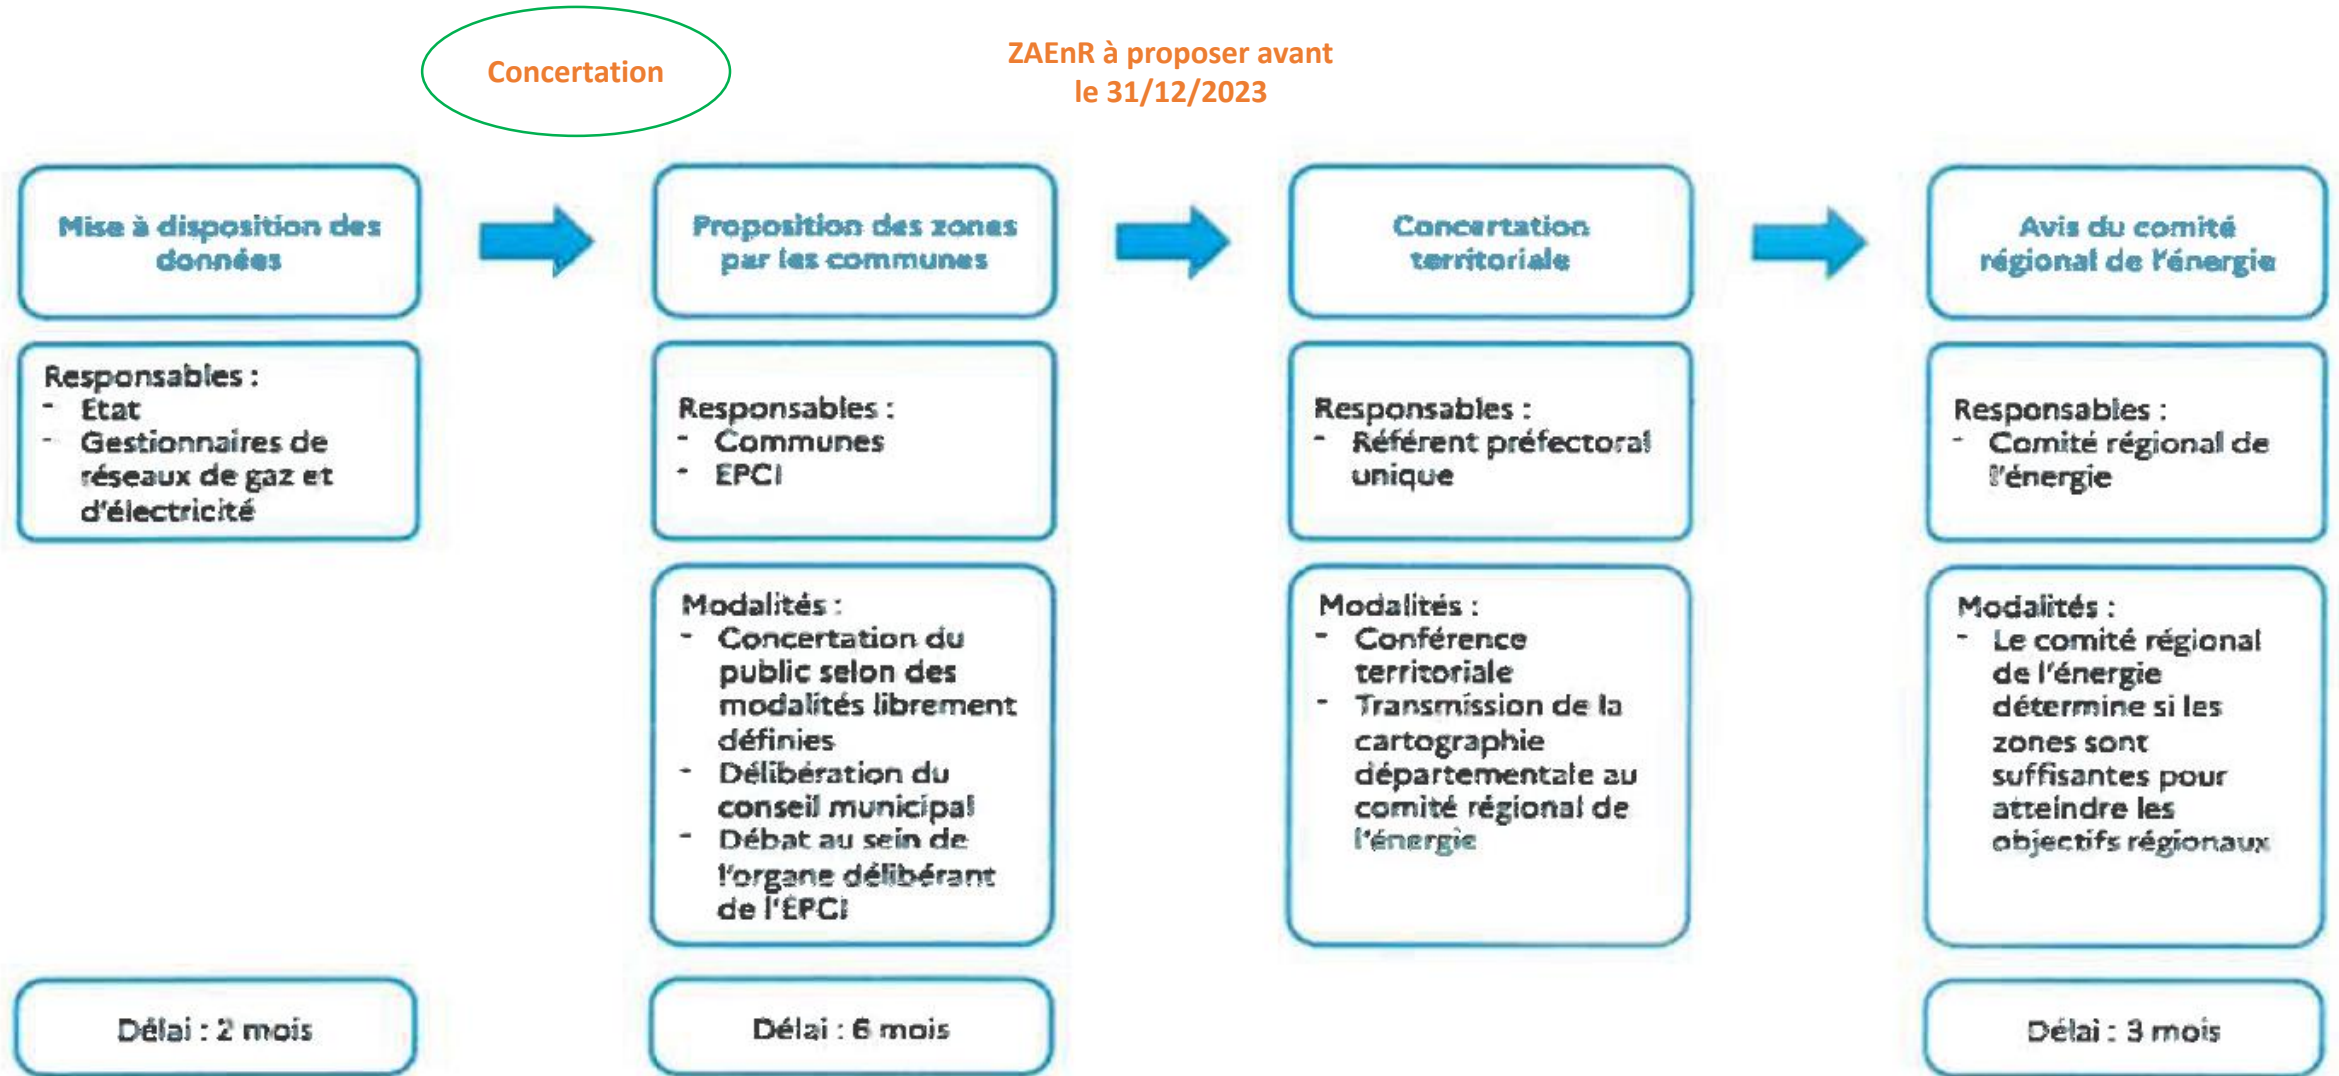 Concertation
ZAEnR à proposer avant
le 31/12/2023
Mise à disposition des
données
Proposition des zones
par les communes
Concertation
territoriale
Avis du comité
régional de l'énergie
Responsables :
- Etat
- Gestionnaires de
réseaux de gaz et
d'électricité
Responsables :
- Communes
- EPCI
Responsables :
- Référent préfectoral
unique
Responsables :
- Comité régional de
l'énergie
Modalités :
- Concertation du
public selon des
modalités librement
définies
- Délibération du
conseil municipal
- Débat au sein de
l'organe délibérant
de l'EPCI
Modalités :
- Conférence
territoriale
- Transmission de la
cartographie
départementale au
comité régional de
l'énergie
Modalités :
- Le comité régional
de l'énergie
détermine si les
zones sont
suffisantes pour
atteindre les
objectifs régionaux
Délai : 2 mois
Délai : 6 mois
Délai : 3 mois